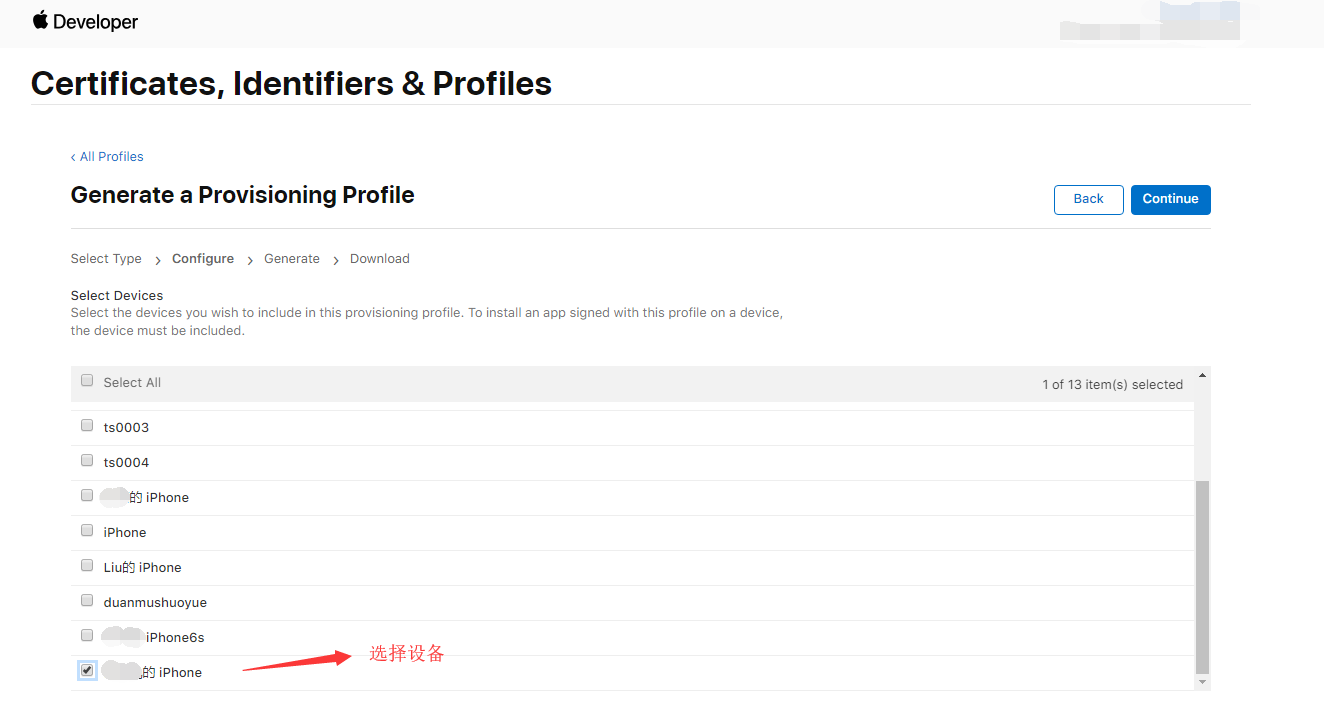 Developer
Certificates, Identifiers & Profiles
‹ All Profiles
Generate a Provisioning Profile
Back
Continue
Select Type › Configure › Generate › Download
Select Devices
Select the devices you wish to include in this provisioning profile. To install an app signed with this profile on a device,
the device must be included.
Select All
1 of 13 item(s) selected
ts0003
ts0004
的 iPhone
iPhone
Liu的 iPhone
duanmushuoyue
iPhone6s
的 iPhone
选择设备